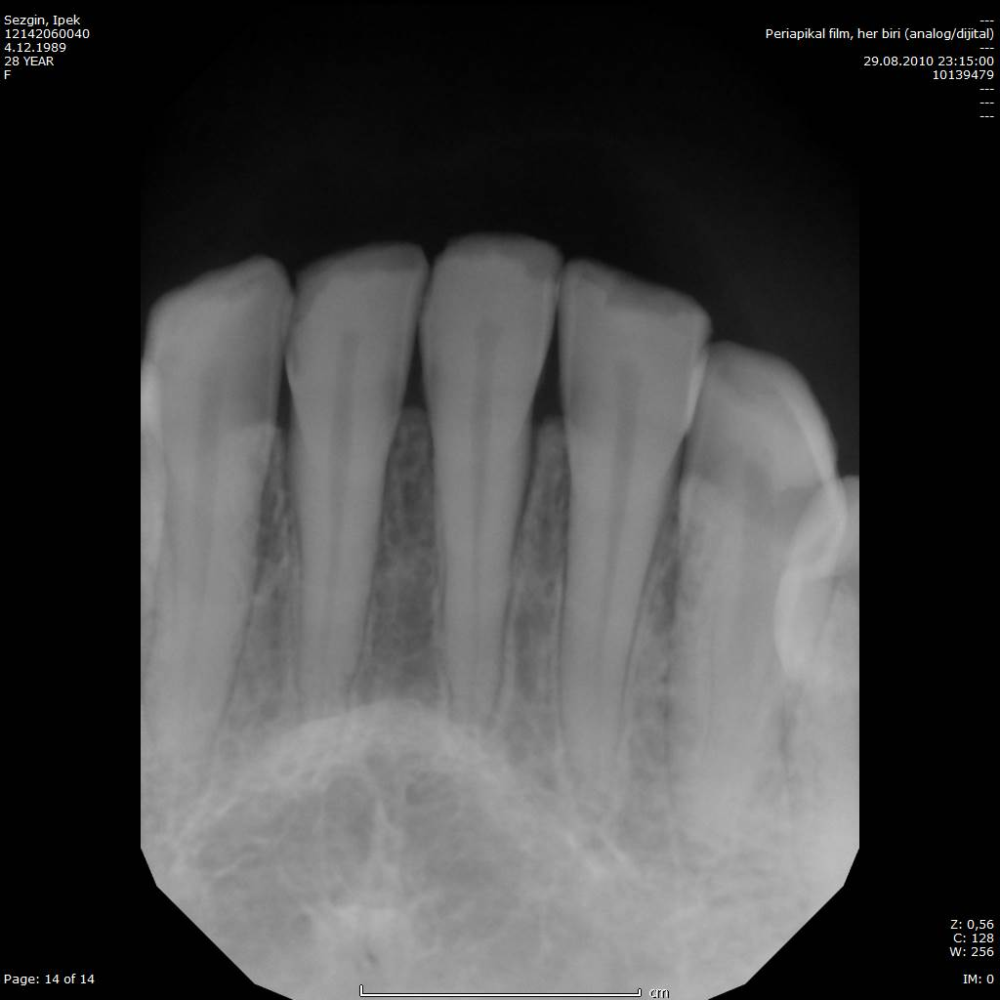 Sezgin, Ipek
12142060040
4.12.1989
28 YEAR
F
---
Periapikal film, her biri (analog/dijital)
---
29.08.2010 23:15:00
10139479
---
---
---
Z: 0,56
C: 128
W: 256
Page: 14 of 14
IM: 0
cm